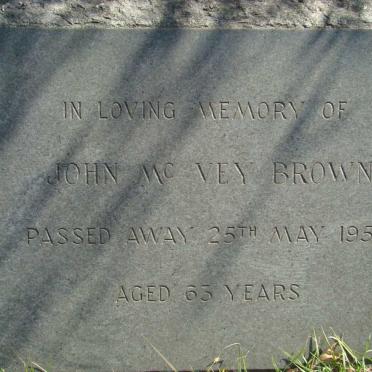 IN LOVING MEMORY OF
JOHN MC VEY BROWN
PASSED AWAY 25TH MAY 195
AGED 63 YEARS